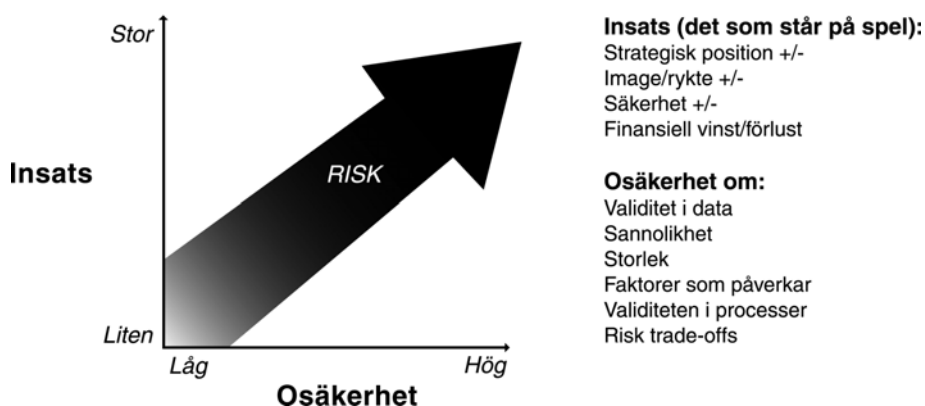 Stor
Insats
RISK
Liten
Låg
Hög
Osäkerhet
Insats (det som står på spel):
Strategisk position +/-
Image/rykte +/-
Säkerhet +/-
Finansiell vinst/förlust
Osäkerhet om:
Validitet i data
Sannolikhet
Storlek
Faktorer som påverkar
Validiteten i processer
Risk trade-offs